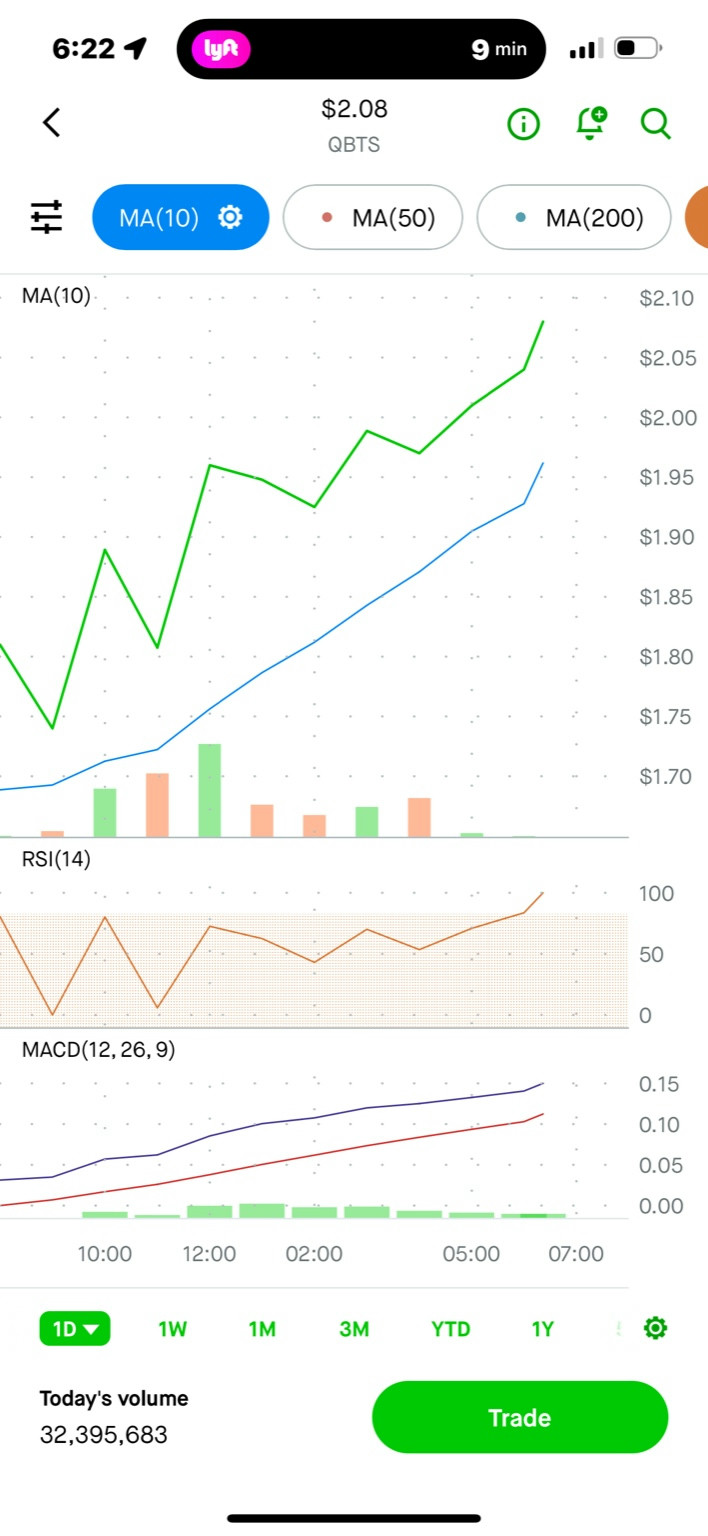 6:22
lyft
9 min
$2.08
QBTS
MA(10)
MA(50)
MA(200)
MA(10)
$2.10
$2.05
$2.00
$1.95
$1.90
$1.85
$1.80
$1.75
$1.70
RSI(14)
100
50
0
MACD(12, 26, 9)
0.15
0.10
0.05
0.00
10:00
12:00
02:00
05:00
07:00
1D
1W
1M
3M
YTD
1Y
Today's volume
32,395,683
Trade